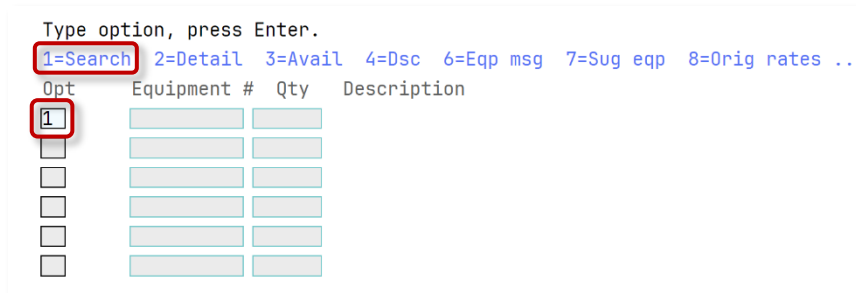 Type option, press Enter.
1=Search 2=Detail 3=Avail 4=Dsc 6=Eqp msg 7=Sug eqp 8=Orig rates ..
Opt Equipment # Qty Description
1